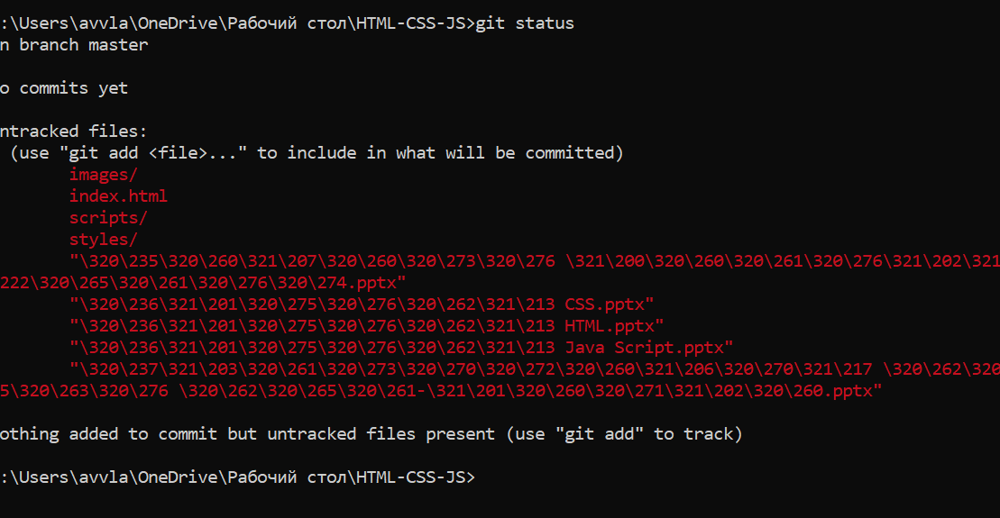 :\Users\avvla\OneDrive\Рабочий стол\HTML-CSS-JS>git status
n branch master
o commits yet
ntracked files:
(use "git add <file>..." to include in what will be committed)
images/
index.html
scripts/
styles/
"\320\235\320\260\321\207\320\260\320\273\320\276 \321\200\320\260\320\261\320\276\321\202\321
222\320\265\320\261\320\276\320\274.pptx"
"\320\236\321\201\320\275\320\276\320\262\321\213 CSS.pptx"
"\320\236\321\201\320\275\320\276\320\262\321\213 HTML.pptx"
"\320\236\321\201\320\275\320\276\320\262\321\213 Java Script.pptx"
"\320\237\321\203\320\261\320\273\320\270\320\272\320\260\321\206\320\270\321\217 \320\262\320
5\320\263\320\276 \320\262\320\265\320\261-\321\201\320\260\320\271\321\202\320\260.pptx"
othing added to commit but untracked files present (use "git add" to track)
:\Users\avvla\OneDrive\Рабочий стол\HTML-CSS-JS>